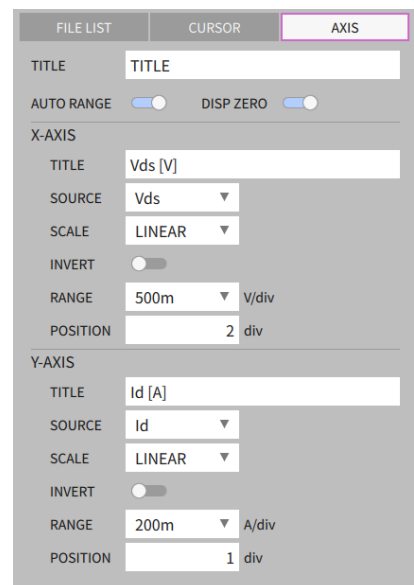 FILE LIST CURSOR AXIS
TITLE TITLE
AUTO RANGE DISP ZERO
X-AXIS
TITLE Vds [V]
SOURCE Vds
SCALE LINEAR
INVERT
RANGE 500m V/div
POSITION 2 div
Y-AXIS
TITLE Id [A]
SOURCE Id
SCALE LINEAR
INVERT
RANGE 200m A/div
POSITION 1 div